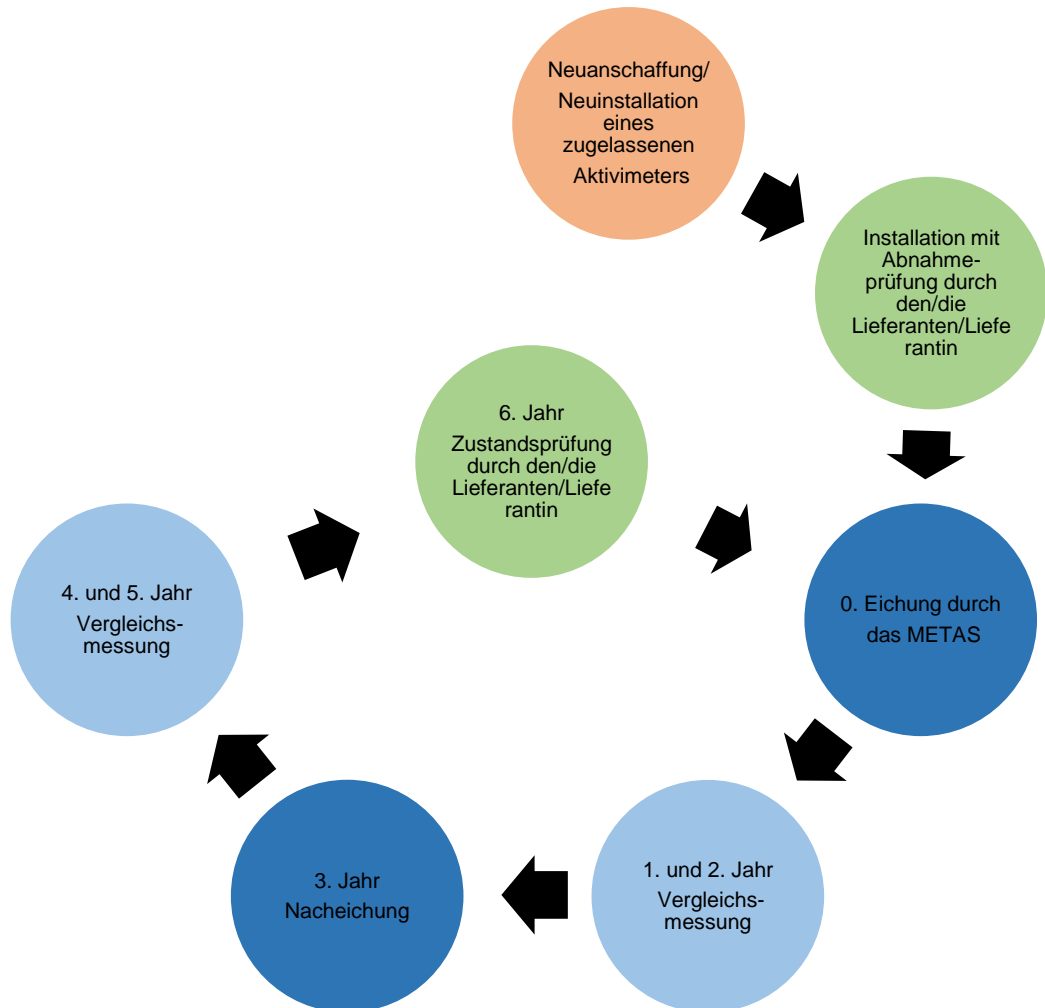 Neuanschaffung/
Neuinstallation
eines
zugelassenen
Aktivimeters
Installation mit
Abnahme-
prüfung durch
den/die
Lieferanten/Liefe
rantin
0. Eichung durch
das METAS
1. und 2. Jahr
Vergleichs-
messung
3. Jahr
Nacheichung
4. und 5. Jahr
Vergleichs-
messung
6. Jahr
Zustandsprüfung
durch den/die
Lieferanten/Liefe
rantin